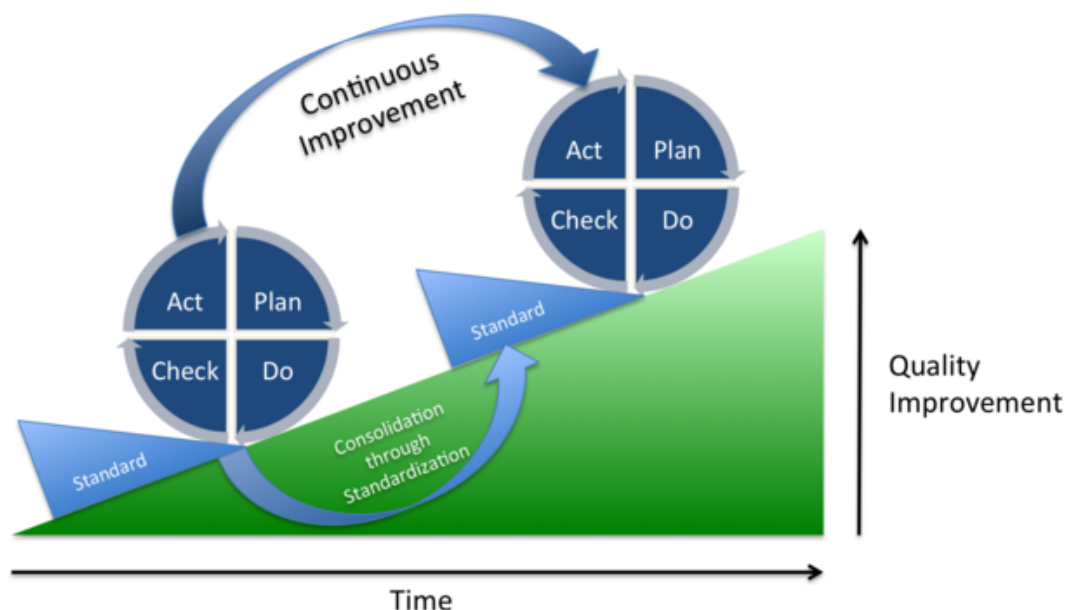 Continuous
Improvement
Act
Plan
Check
Do
Act
Plan
Check
Do
Standard
Standard
Consolidation
through
Standardization
Quality
Improvement
Time